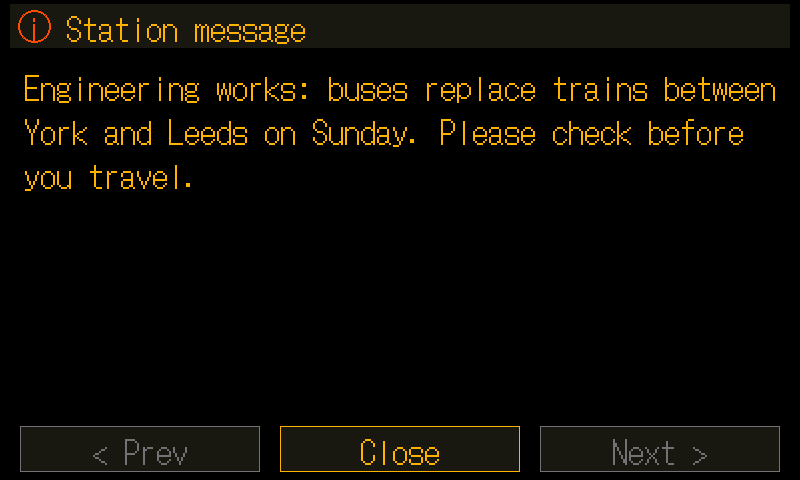 Station message
Engineering works: buses replace trains between
York and Leeds on Sunday. Please check before
you travel.
< Prev
Close
Next >